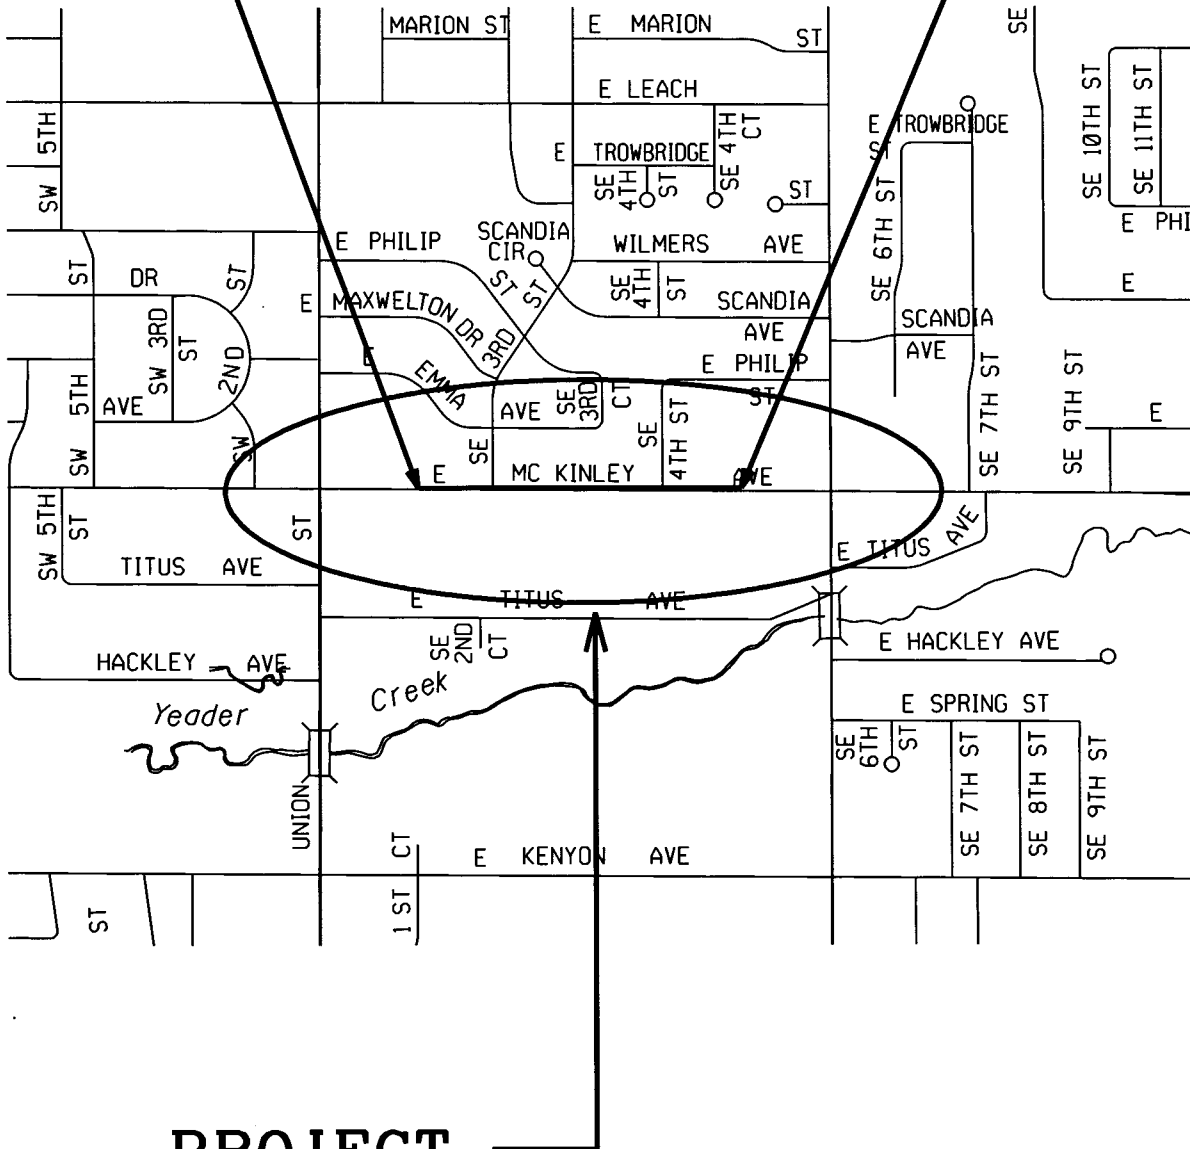 MARION ST
E MARION ST
SE
E LEACH
SW 5TH
SW
E TROWBRIDGE
SE 4TH CT
SE 4TH ST
ST
E TROWBRIDGE ST
SE 10TH ST
SE 11TH ST
E PHILIP ST
SCANDIA CIR
WILMERS AVE
SE 6TH ST
E PHI
ST
DR
ST
E MAXWELTON DR
3RD ST
SE 4TH ST
SCANDIA AVE
SCANDIA AVE
E
SW 3RD ST
2ND
E EMMA AVE
SE 3RD CT
E PHILIP ST
SE 7TH ST
SE 9TH ST
E
SW 5TH
AVE
SW
SE
SE 4TH ST
E MC KINLEY AVE
SW 5TH ST
ST
TITUS AVE
E TITUS AVE
E TITUS AVE
SE 2ND CT
E HACKLEY AVE
HACKLEY AVE
Yeader Creek
E SPRING ST
UNION
SE 6TH ST
SE 7TH ST
SE 8TH ST
SE 9TH ST
E KENYON AVE
1 ST CT
ST
PROJECT